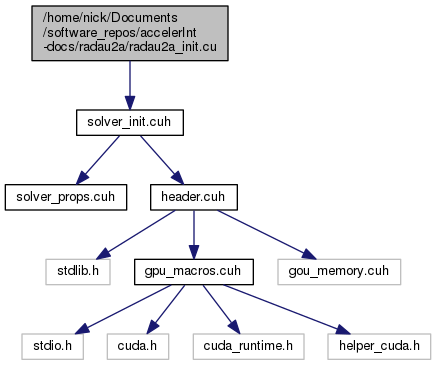 /home/nick/Documents
/software_repos/accelerInt
-docs/radau2a/radau2a_init.cu
solver_init.cuh
solver_props.cuh
header.cuh
stdlib.h
gpu_macros.cuh
gou_memory.cuh
stdio.h
cuda.h
cuda_runtime.h
helper_cuda.h